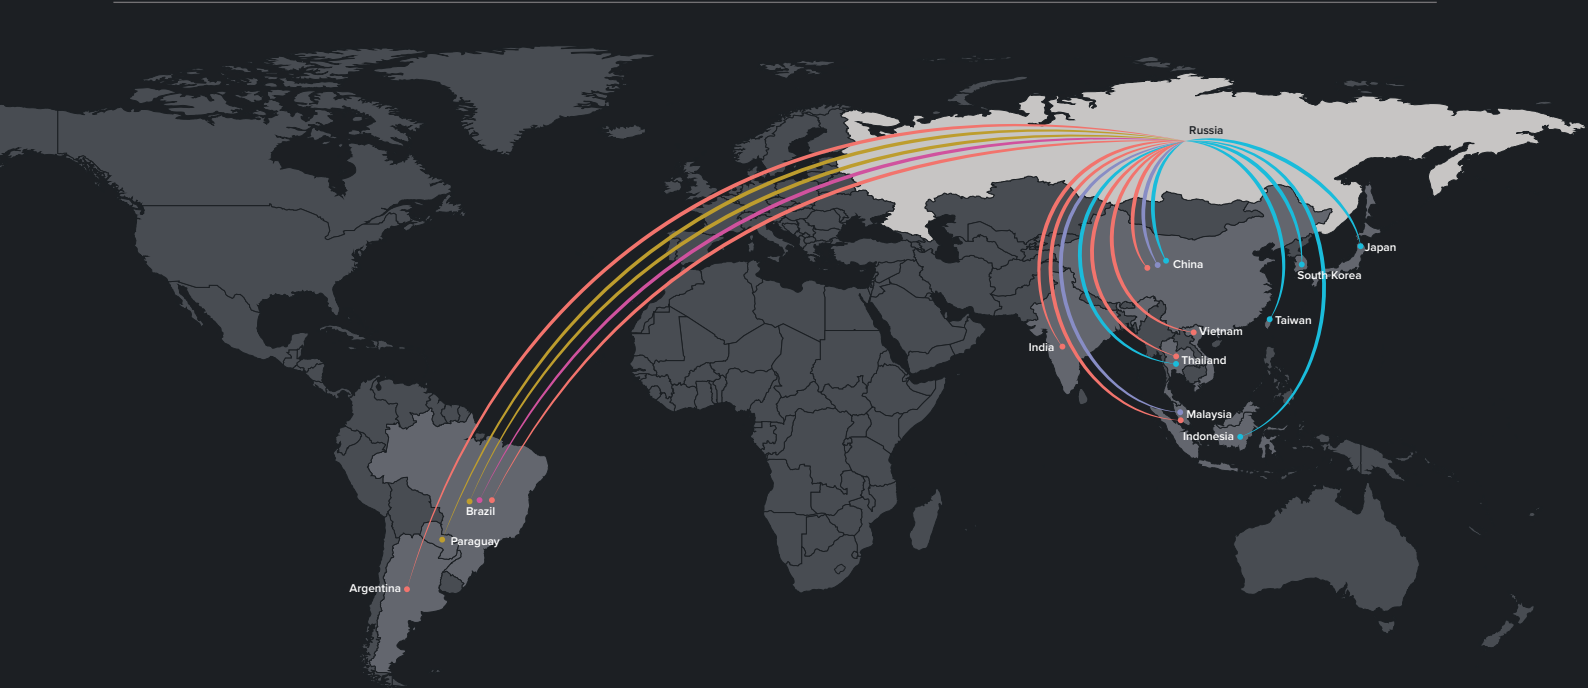 Russia
Japan
China
South Korea
Taiwan
Vietnam
India
Thailand
Malaysia
Indonesia
Brazil
Paraguay
Argentina